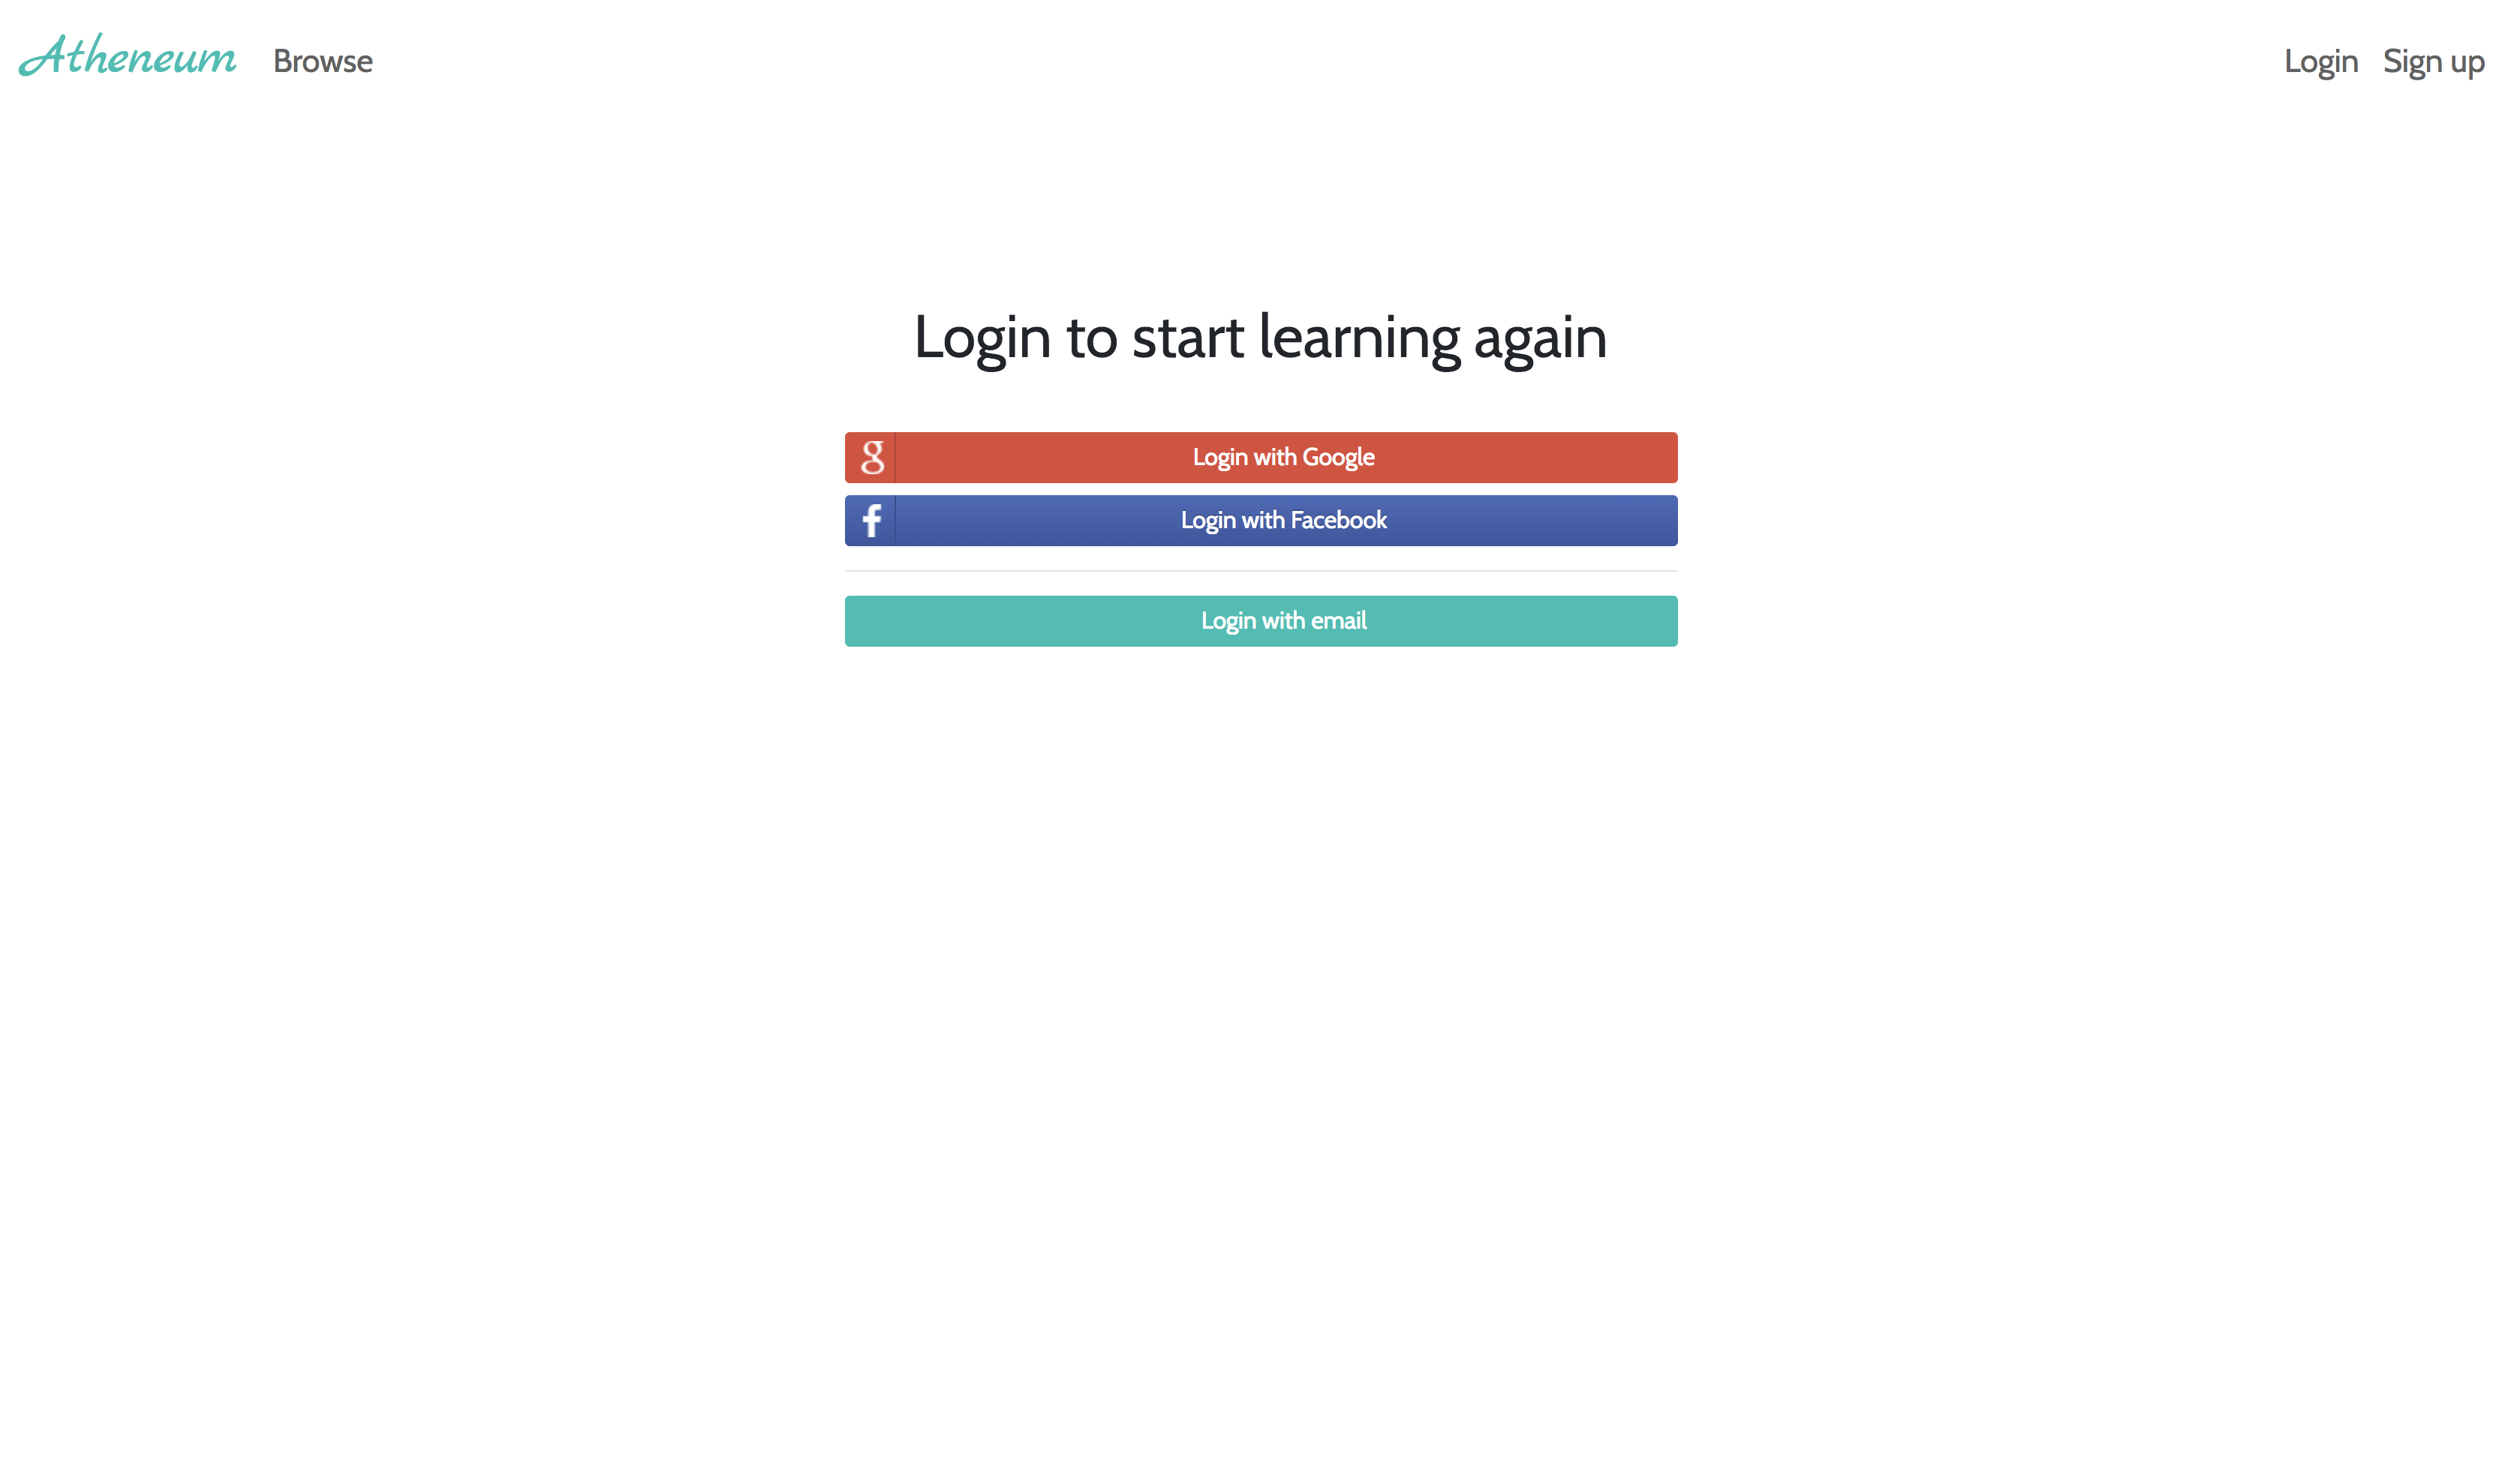 Atheneum Browse Login Sign up
Login to start learning again
Login with Google
f Login with Facebook
Login with email